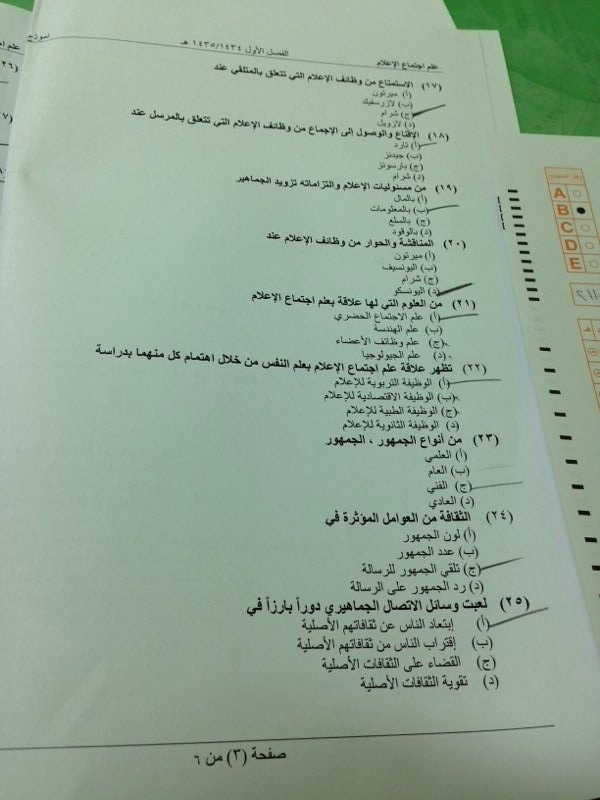 علم اجتماع الإعلام
الفصل الأول ١٤٣٥/١٤٣٤ هـ
انموذج
(١٧) الاستمتاع من وظائف الإعلام التي تتعلق بالمتلقي عند
(أ) ميرتون
(ب) لازرسفيلد
(ج) شرام
(د) لازويل
(١٨) الإقناع والوصول إلى الإجماع من وظائف الإعلام التي تتعلق بالمرسل عند
(أ) تارد
(ب) جيدنز
(ج) بارسونز
(د) شرام
(١٩) من مسئوليات الإعلام والتزاماته تزويد الجماهير
(أ) بالمال
(ب) بالمعلومات
(ج) بالسلع
(د) بالوقود
(٢٠) المناقشة والحوار من وظائف الإعلام عند
(أ) ميرتون
(ب) اليونسيف
(ج) شرام
(د) اليونسكو
(٢١) من العلوم التي لها علاقة بعلم اجتماع الإعلام
(أ) علم الاجتماع الحضري
(ب) علم الهندسة
(ج) علم وظائف الأعضاء
(د) علم الجيولوجيا
(٢٢) تظهر علاقة علم اجتماع الإعلام بعلم النفس من خلال اهتمام كل منهما بدراسة
(أ) الوظيفة التربوية للإعلام
(ب) الوظيفة الاقتصادية للإعلام
(ج) الوظيفة الطبية للإعلام
(د) الوظيفة الثانوية للإعلام
(٢٣) من أنواع الجمهور ، الجمهور
(أ) العلمي
(ب) العام
(ج) الفني
(د) العادي
(٢٤) الثقافة من العوامل المؤثرة في
(أ) لون الجمهور
(ب) عدد الجمهور
(ج) تلقي الجمهور للرسالة
(د) رد الجمهور على الرسالة
(٢٥) لعبت وسائل الاتصال الجماهيري دوراً بارزاً في
(أ) إبتعاد الناس عن ثقافاتهم الأصلية
(ب) إقتراب الناس من ثقافاتهم الأصلية
(ج) القضاء على الثقافات الأصلية
(د) تقوية الثقافات الأصلية
صفحة (٣) من ٦
رقم النموذج
A
B
C
D
E